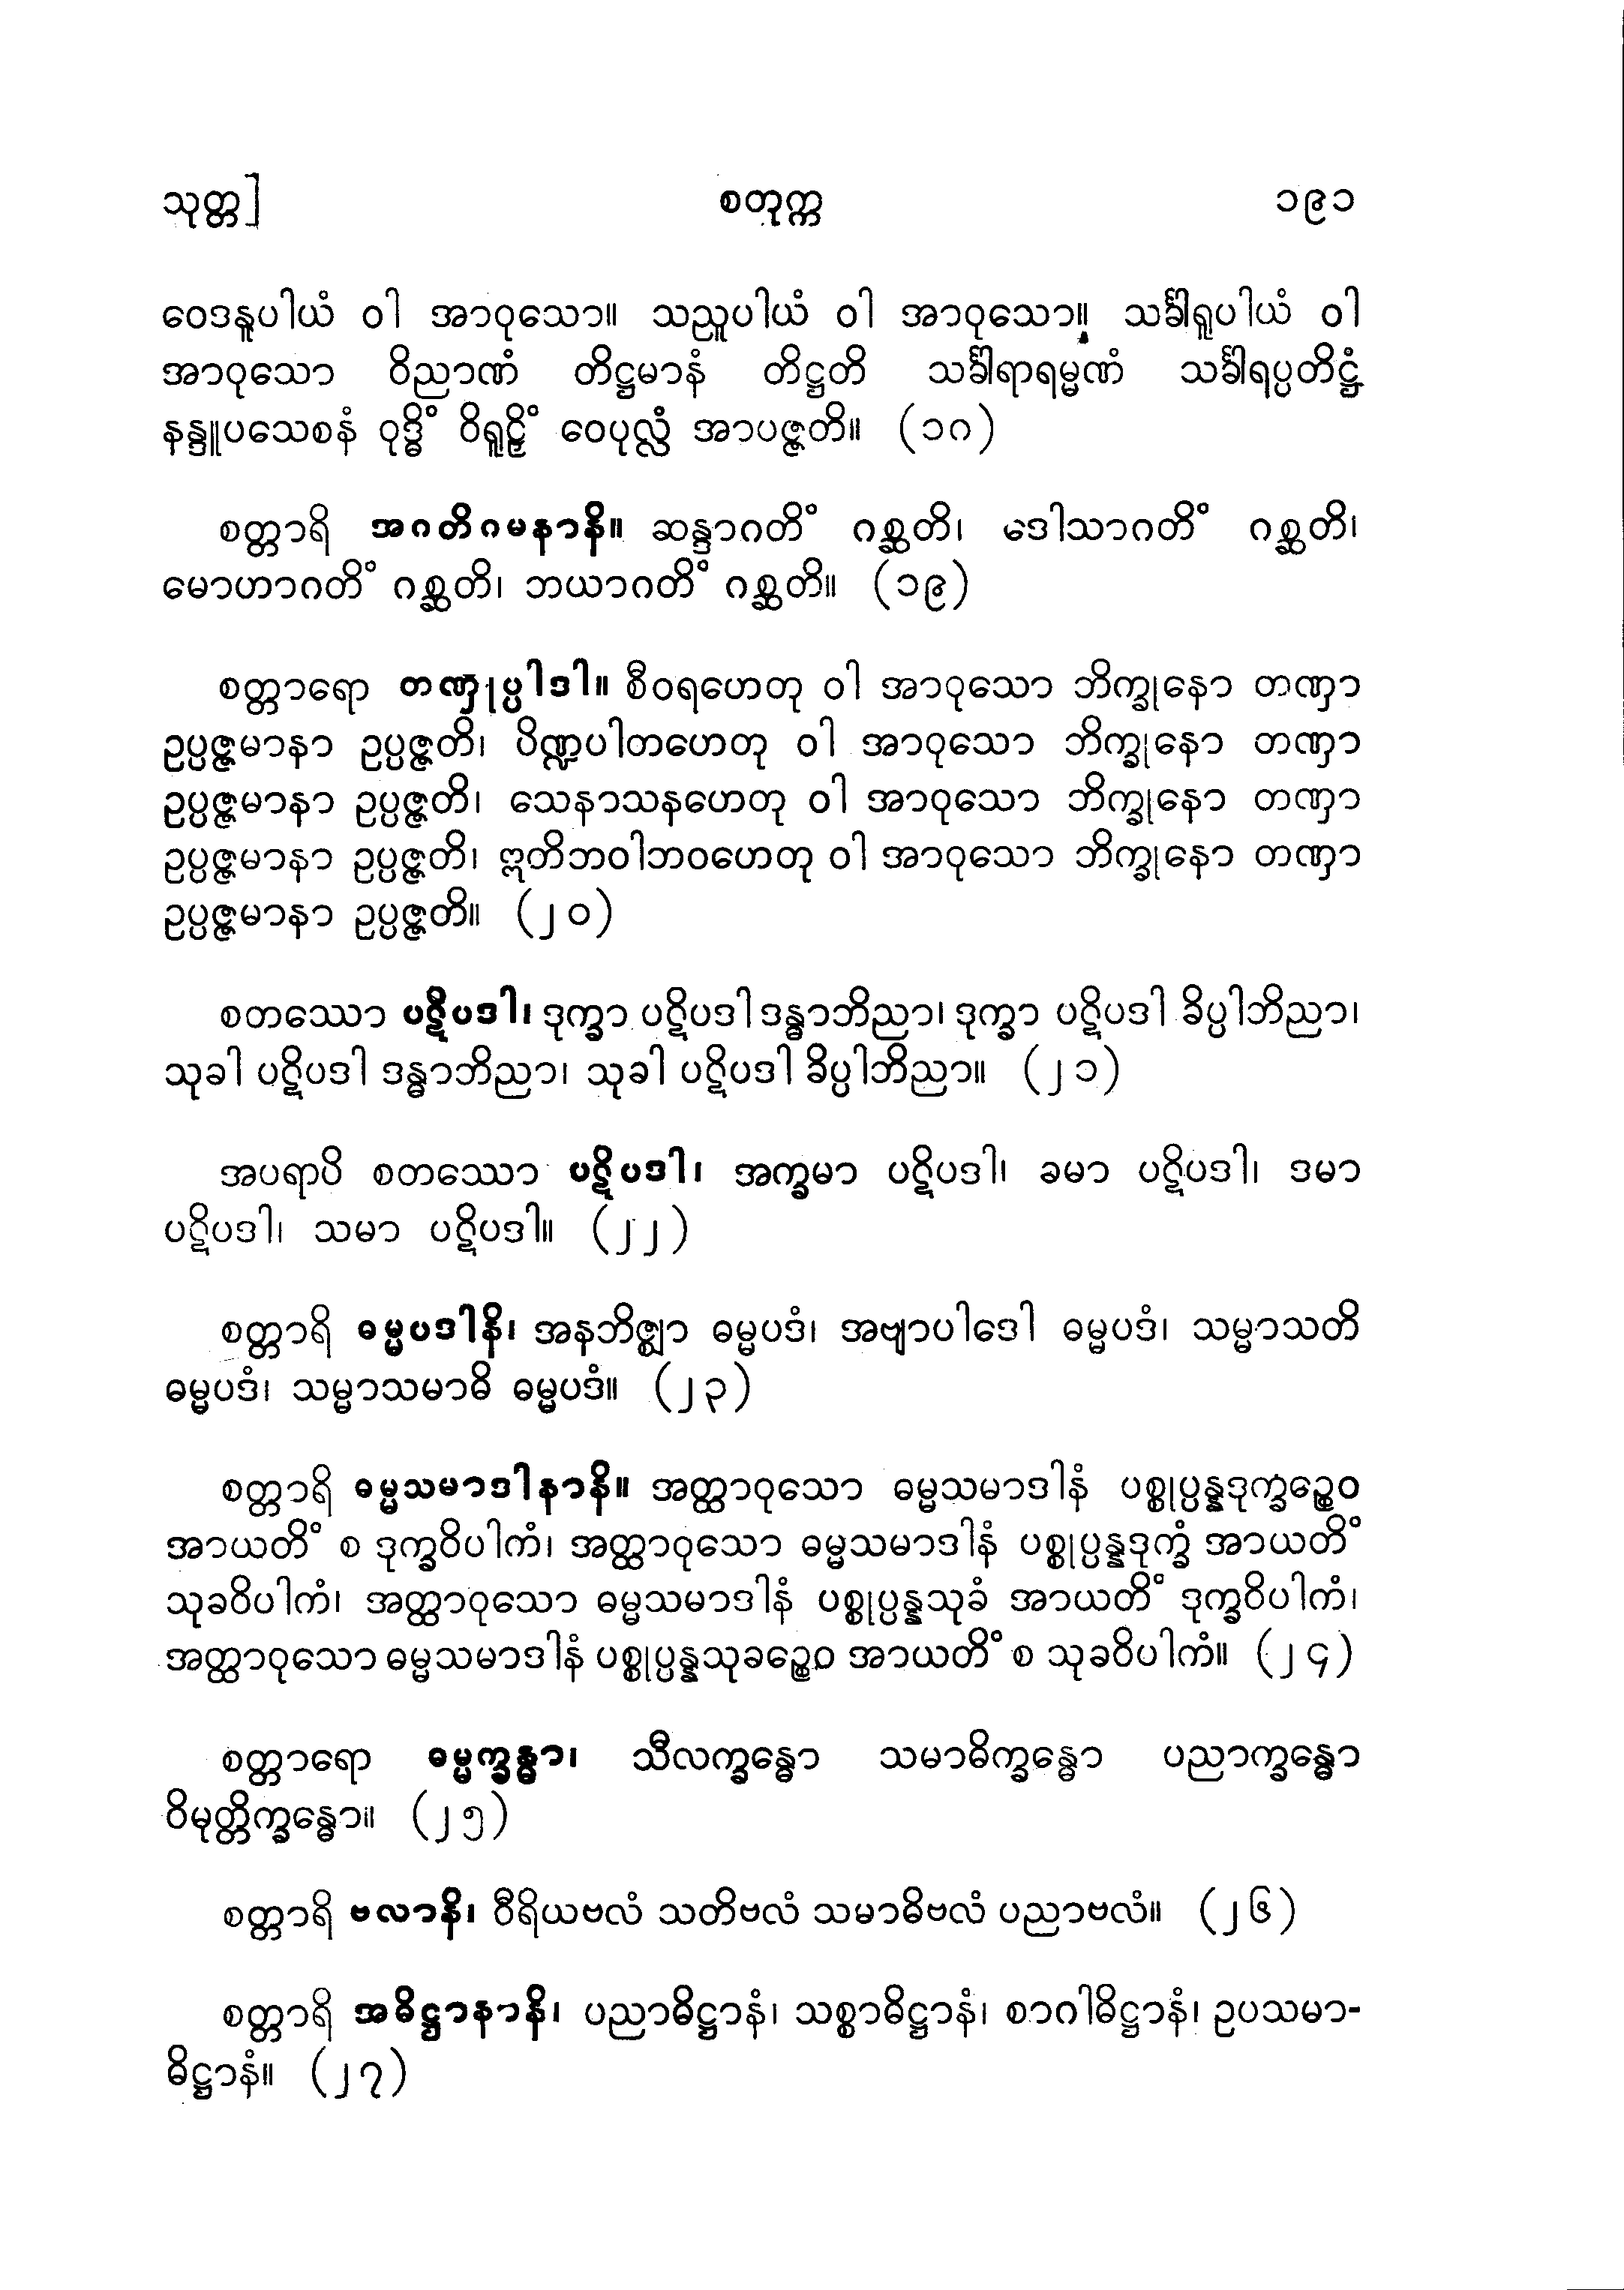 သုတ္တ] စတုက္က ၁၉၁
ဝေဒနူပါယံ ဝါ အာဝုသော။ သညူပါယံ ဝါ အာဝုသော။ သင်္ခါရူပါယံ ဝါ
အာဝုသော ဝိညာဏံ တိဋ္ဌမာနံ တိဋ္ဌတိ သင်္ခါရာရမ္မဏံ သင်္ခါရပ္ပတိဋ္ဌံ
နန္ဒူပသေစနံ ဝုဒ္ဓိံ ဝိရူဠှိံ ဝေပုလ္လံ အာပဇ္ဇတိ။ (၁ဂ)
စတ္တာရိ အဂတိဂမနာနိ။ ဆန္ဒာဂတိံ ဂစ္ဆတိ၊ ဒေါသာဂတိံ ဂစ္ဆတိ၊
မောဟာဂတိံ ဂစ္ဆတိ၊ ဘယာဂတိံ ဂစ္ဆတိ။ (၁၉)
စတ္တာရော တဏှုပ္ပါဒါ။ စီဝရဟေတု ဝါ အာဝုသော ဘိက္ခုနော တဏှာ
ဥပ္ပဇ္ဇမာနာ ဥပ္ပဇ္ဇတိ၊ ပိဏ္ဍပါတဟေတု ဝါ အာဝုသော ဘိက္ခုနော တဏှာ
ဥပ္ပဇ္ဇမာနာ ဥပ္ပဇ္ဇတိ၊ သေနာသနဟေတု ဝါ အာဝုသော ဘိက္ခုနော တဏှာ
ဥပ္ပဇ္ဇမာနာ ဥပ္ပဇ္ဇတိ၊ ဣတိဘဝါဘဝဟေတု ဝါ အာဝုသော ဘိက္ခုနော တဏှာ
ဥပ္ပဇ္ဇမာနာ ဥပ္ပဇ္ဇတိ။ (၂၀)
စတဿော ပဋိပဒါ၊ ဒုက္ခာ ပဋိပဒါ ဒန္ဓာဘိညာ၊ ဒုက္ခာ ပဋိပဒါ ခိပ္ပါဘိညာ၊
သုခါ ပဋိပဒါ ဒန္ဓာဘိညာ၊ သုခါ ပဋိပဒါ ခိပ္ပါဘိညာ။ (၂၁)
အပရာပိ စတဿော ပဋိပဒါ၊ အက္ခမာ ပဋိပဒါ၊ ခမာ ပဋိပဒါ၊ ဒမာ
ပဋိပဒါ၊ သမာ ပဋိပဒါ။ (၂၂)
စတ္တာရိ ဓမ္မပဒါနိ၊ အနဘိဇ္ဈာ ဓမ္မပဒံ၊ အဗျာပါဒေါ ဓမ္မပဒံ၊ သမ္မာသတိ
ဓမ္မပဒံ၊ သမ္မာသမာဓိ ဓမ္မပဒံ။ (၂၃)
စတ္တာရိ ဓမ္မသမာဒါနာနိ။ အတ္ထာဝုသော ဓမ္မသမာဒါနံ ပစ္စုပ္ပန္နဒုက္ခဉ္စေဝ
အာယတိံ စ ဒုက္ခဝိပါကံ၊ အတ္ထာဝုသော ဓမ္မသမာဒါနံ ပစ္စုပ္ပန္နဒုက္ခံ အာယတိံ
သုခဝိပါကံ၊ အတ္ထာဝုသော ဓမ္မသမာဒါနံ ပစ္စုပ္ပန္နသုခံ အာယတိံ ဒုက္ခဝိပါကံ၊
အတ္ထာဝုသော ဓမ္မသမာဒါနံ ပစ္စုပ္ပန္နသုခဉ္စေဝ အာယတိံ စ သုခဝိပါကံ။ (၂၄)
စတ္တာရော ဓမ္မက္ခန္ဓာ၊ သီလက္ခန္ဓော သမာဓိက္ခန္ဓော ပညာက္ခန္ဓော
ဝိမုတ္တိက္ခန္ဓော။ (၂၅)
စတ္တာရိ ဗလာနိ၊ ဝီရိယဗလံ သတိဗလံ သမာဓိဗလံ ပညာဗလံ။ (၂၆)
စတ္တာရိ အဓိဋ္ဌာနာနိ၊ ပညာဓိဋ္ဌာနံ၊ သစ္စာဓိဋ္ဌာနံ၊ စာဂါဓိဋ္ဌာနံ၊ ဥပသမာ-
ဓိဋ္ဌာနံ။ (၂၇)